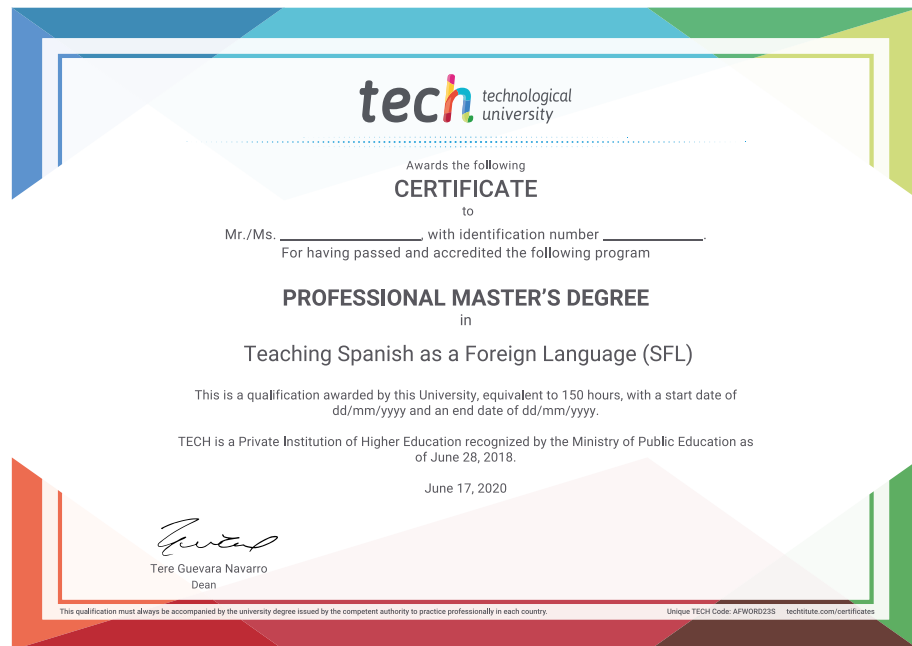 tech technological
university
Awards the following
CERTIFICATE
to
Mr./Ms. ____________________, with identification number ______________.
For having passed and accredited the following program
PROFESSIONAL MASTER'S DEGREE
in
Teaching Spanish as a Foreign Language (SFL)
This is a qualification awarded by this University, equivalent to 150 hours, with a start date of
dd/mm/yyyy and an end date of dd/mm/yyyy.
TECH is a Private Institution of Higher Education recognized by the Ministry of Public Education as
of June 28, 2018.
June 17, 2020
Tere Guevara Navarro
Dean
This qualification must always be accompanied by the university degree issued by the competent authority to practice professionally in each country.
Unique TECH Code: AFWORD23S techtitute.com/certificates